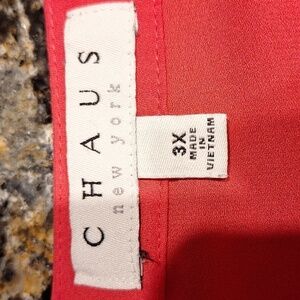 CHAUS
new york
3X
MADE
IN
VIETNAM